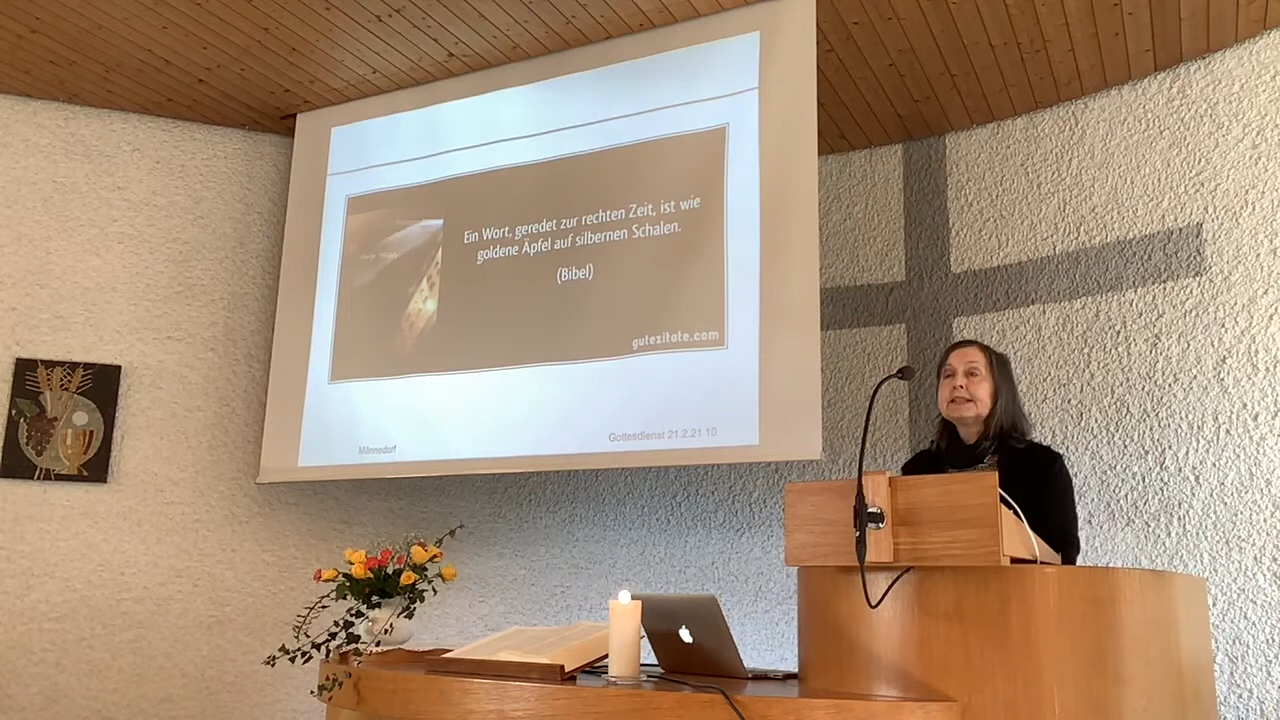 Ein Wort, geredet zur rechten Zeit, ist wie
goldene Äpfel auf silbernen Schalen.
(Bibel)
gutezitate.com
Männedorf
Gottesdienst 21.2.21 10